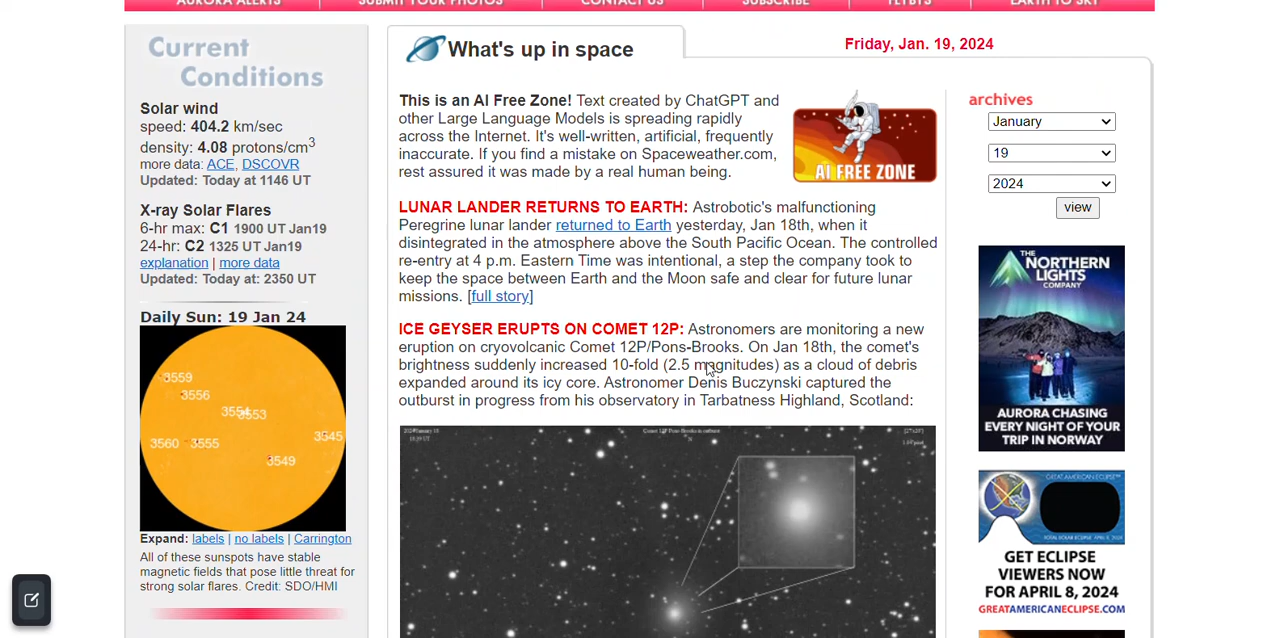 AURORA ALERTS
SUBMIT YOUR PHOTOS
CONTACT US
SUBSCRIBE
FLYBYS
EARTH TO SKY
Current
Conditions
Solar wind
speed: 404.2 km/sec
density: 4.08 protons/cm3
more data: ACE, DSCOVR
Updated: Today at 1146 UT
X-ray Solar Flares
6-hr max: C1 1900 UT Jan19
24-hr: C2 1325 UT Jan19
explanation | more data
Updated: Today at: 2350 UT
Daily Sun: 19 Jan 24
3559
3556
3554
3553
3560
3555
3545
3549
Expand: labels | no labels | Carrington
All of these sunspots have stable
magnetic fields that pose little threat for
strong solar flares. Credit: SDO/HMI
What's up in space
Friday, Jan. 19, 2024
This is an AI Free Zone! Text created by ChatGPT and
other Large Language Models is spreading rapidly
across the Internet. It's well-written, artificial, frequently
inaccurate. If you find a mistake on Spaceweather.com,
rest assured it was made by a real human being.
AI FREE ZONE
LUNAR LANDER RETURNS TO EARTH: Astrobotic's malfunctioning
Peregrine lunar lander returned to Earth yesterday, Jan 18th, when it
disintegrated in the atmosphere above the South Pacific Ocean. The controlled
re-entry at 4 p.m. Eastern Time was intentional, a step the company took to
keep the space between Earth and the Moon safe and clear for future lunar
missions. [full story]
ICE GEYSER ERUPTS ON COMET 12P: Astronomers are monitoring a new
eruption on cryovolcanic Comet 12P/Pons-Brooks. On Jan 18th, the comet's
brightness suddenly increased 10-fold (2.5 magnitudes) as a cloud of debris
expanded around its icy core. Astronomer Denis Buczynski captured the
outburst in progress from his observatory in Tarbatness Highland, Scotland:
Comet 12P Pons-Brooks in outburst
archives
January
19
2024
view
THE
NORTHERN
LIGHTS
COMPANY
AURORA CHASING
EVERY NIGHT OF YOUR
TRIP IN NORWAY
GREAT AMERICAN ECLIPSE
TOTAL SOLAR ECLIPSE APRIL 8, 2024
GET ECLIPSE
VIEWERS NOW
FOR APRIL 8, 2024
GREATAMERICANECLIPSE.COM